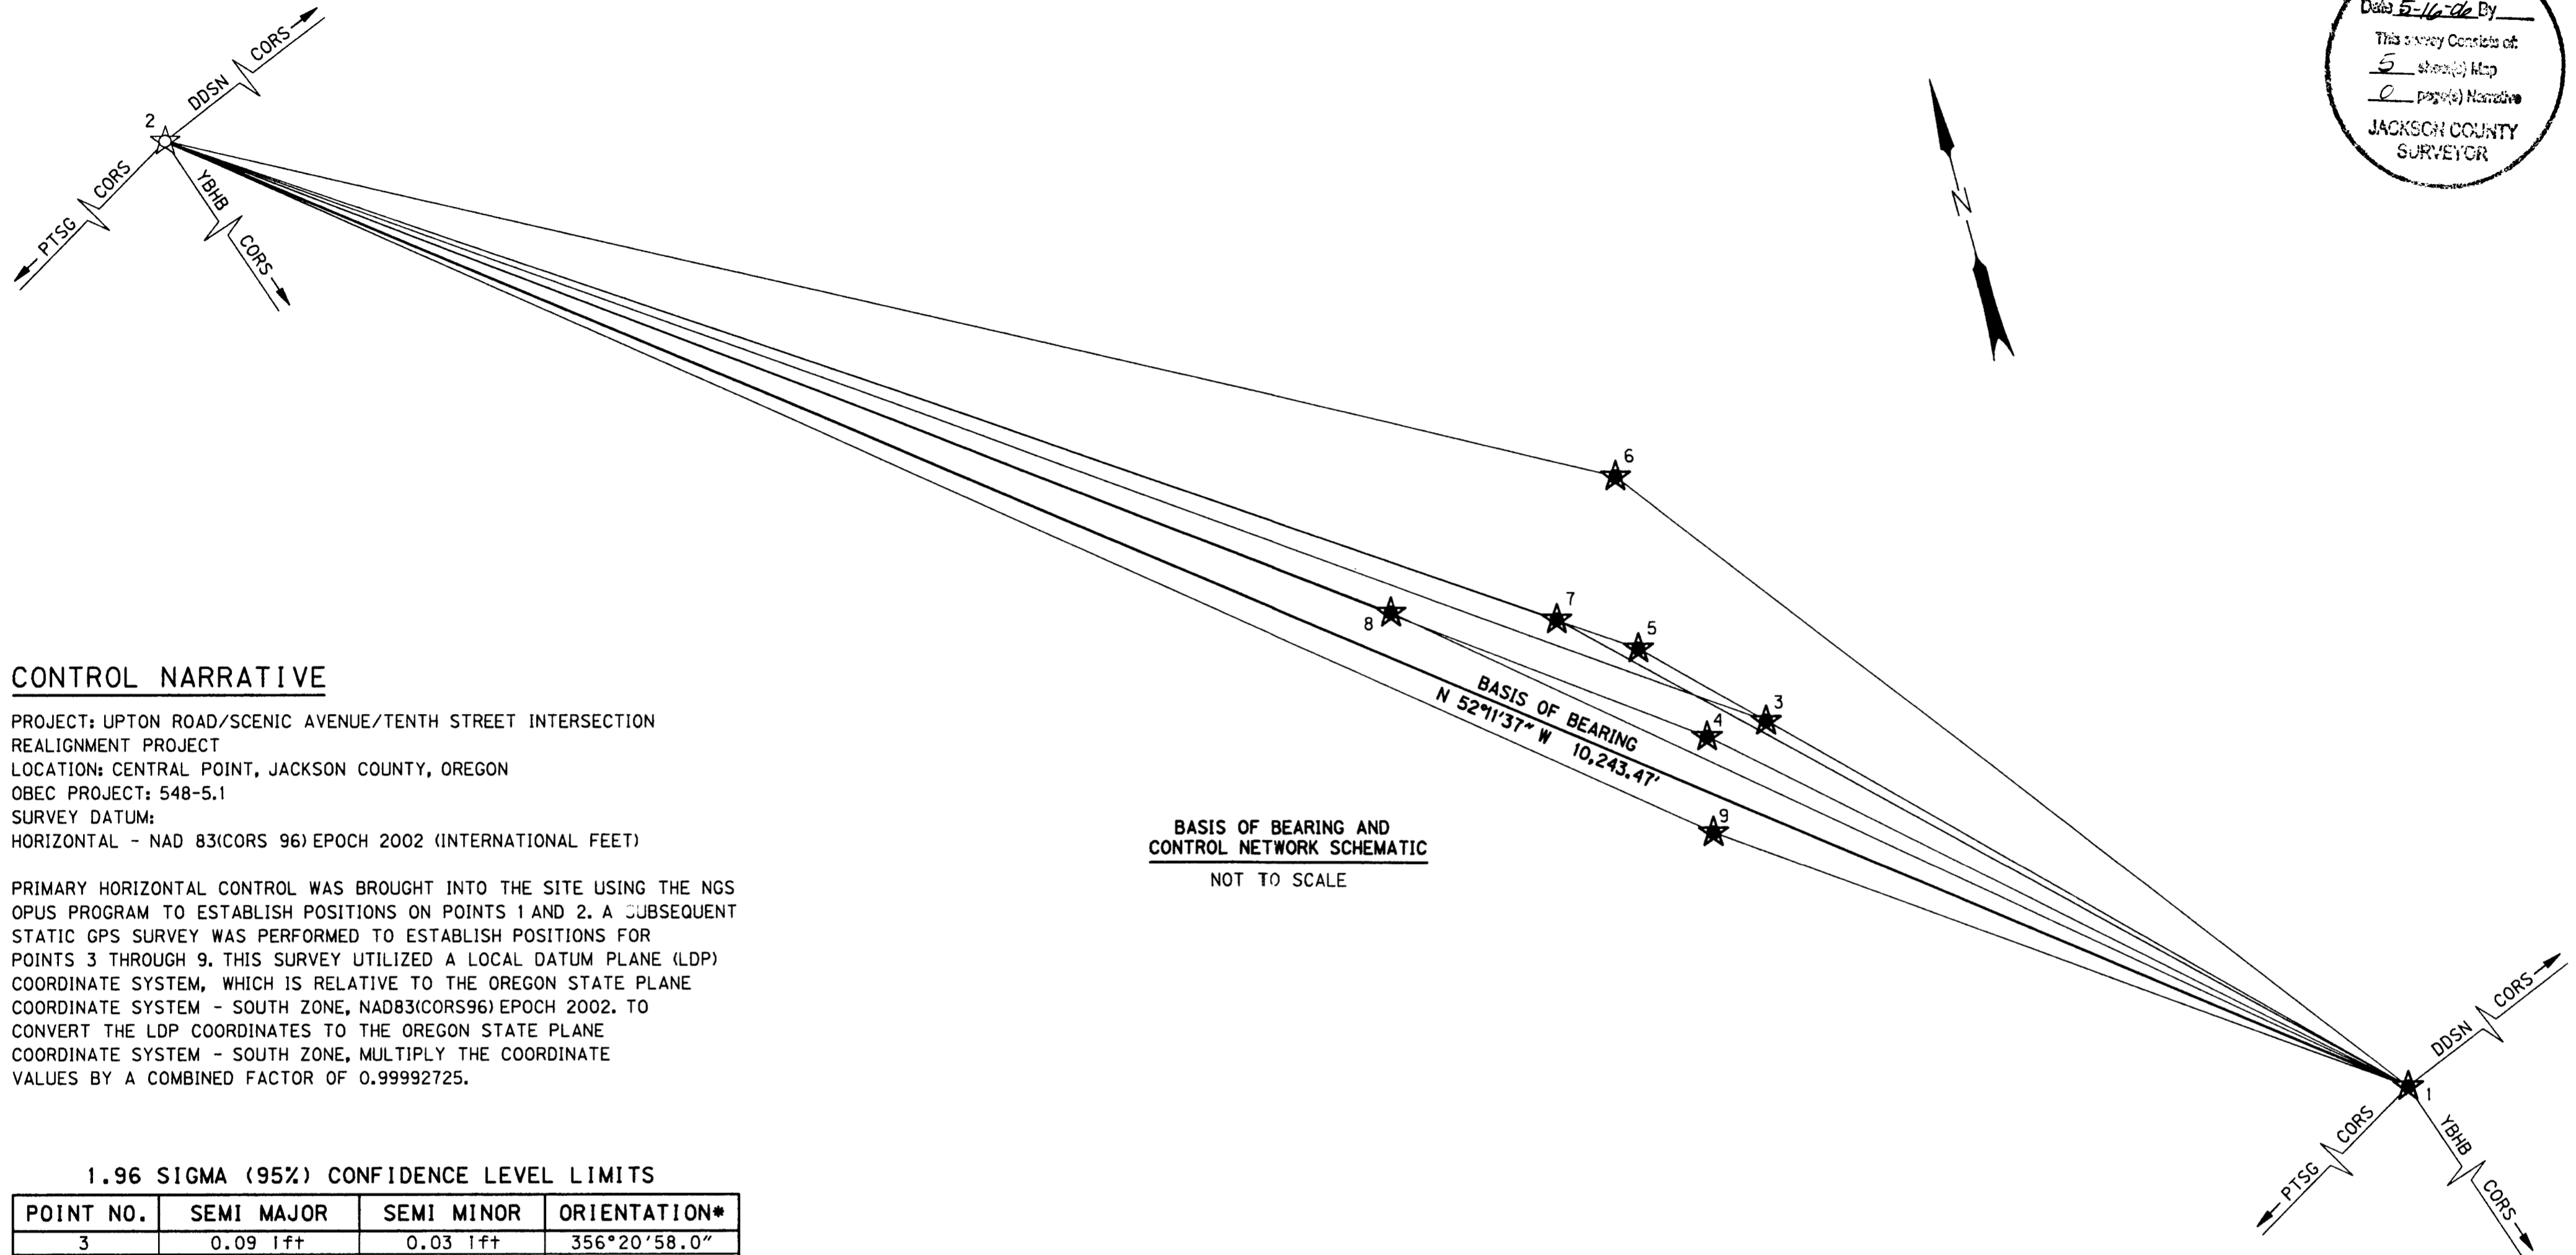 Date 5-16-06 By
This survey Consists of:
5 sheet(s) Map
0 page(s) Narrative
JACKSON COUNTY
SURVEYOR
DDSN CORS
2
PTSG CORS
YBHB CORS
N
6
7
5
8
3
4
9
BASIS OF BEARING
N 52°11'37" W 10,243.47'
CONTROL NARRATIVE
PROJECT: UPTON ROAD/SCENIC AVENUE/TENTH STREET INTERSECTION
REALIGNMENT PROJECT
LOCATION: CENTRAL POINT, JACKSON COUNTY, OREGON
OBEC PROJECT: 548-5.1
SURVEY DATUM:
HORIZONTAL - NAD 83(CORS 96) EPOCH 2002 (INTERNATIONAL FEET)
PRIMARY HORIZONTAL CONTROL WAS BROUGHT INTO THE SITE USING THE NGS
OPUS PROGRAM TO ESTABLISH POSITIONS ON POINTS 1 AND 2. A SUBSEQUENT
STATIC GPS SURVEY WAS PERFORMED TO ESTABLISH POSITIONS FOR
POINTS 3 THROUGH 9. THIS SURVEY UTILIZED A LOCAL DATUM PLANE (LDP)
COORDINATE SYSTEM, WHICH IS RELATIVE TO THE OREGON STATE PLANE
COORDINATE SYSTEM - SOUTH ZONE, NAD83(CORS96) EPOCH 2002. TO
CONVERT THE LDP COORDINATES TO THE OREGON STATE PLANE
COORDINATE SYSTEM - SOUTH ZONE, MULTIPLY THE COORDINATE
VALUES BY A COMBINED FACTOR OF 0.99992725.
BASIS OF BEARING AND
CONTROL NETWORK SCHEMATIC
NOT TO SCALE
DDSN CORS
1
PTSG CORS
YBHB CORS
1.96 SIGMA (95%) CONFIDENCE LEVEL LIMITS
POINT NO. SEMI MAJOR SEMI MINOR ORIENTATION*
3 0.09 ift 0.03 ift 356°20'58.0"